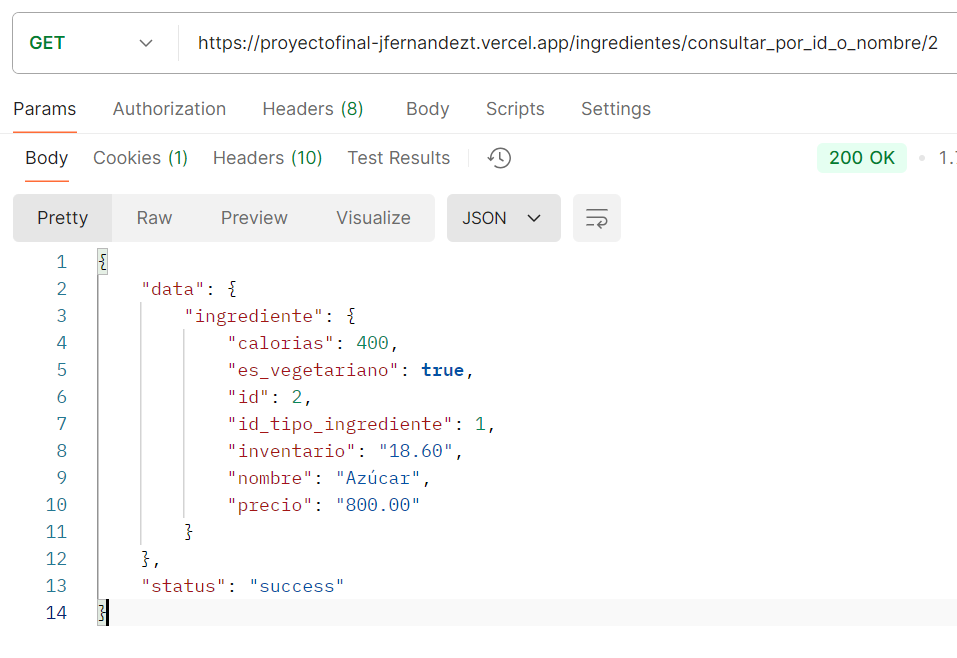 GET https://proyectofinal-jfernandezt.vercel.app/ingredientes/consultar_por_id_o_nombre/2
Params Authorization Headers (8) Body Scripts Settings
Body Cookies (1) Headers (10) Test Results 200 OK • 1.7
Pretty Raw Preview Visualize JSON
1 {
2 "data": {
3 "ingrediente": {
4 "calorias": 400,
5 "es_vegetariano": true,
6 "id": 2,
7 "id_tipo_ingrediente": 1,
8 "inventario": "18.60",
9 "nombre": "Azúcar",
10 "precio": "800.00"
11 }
12 },
13 "status": "success"
14 }